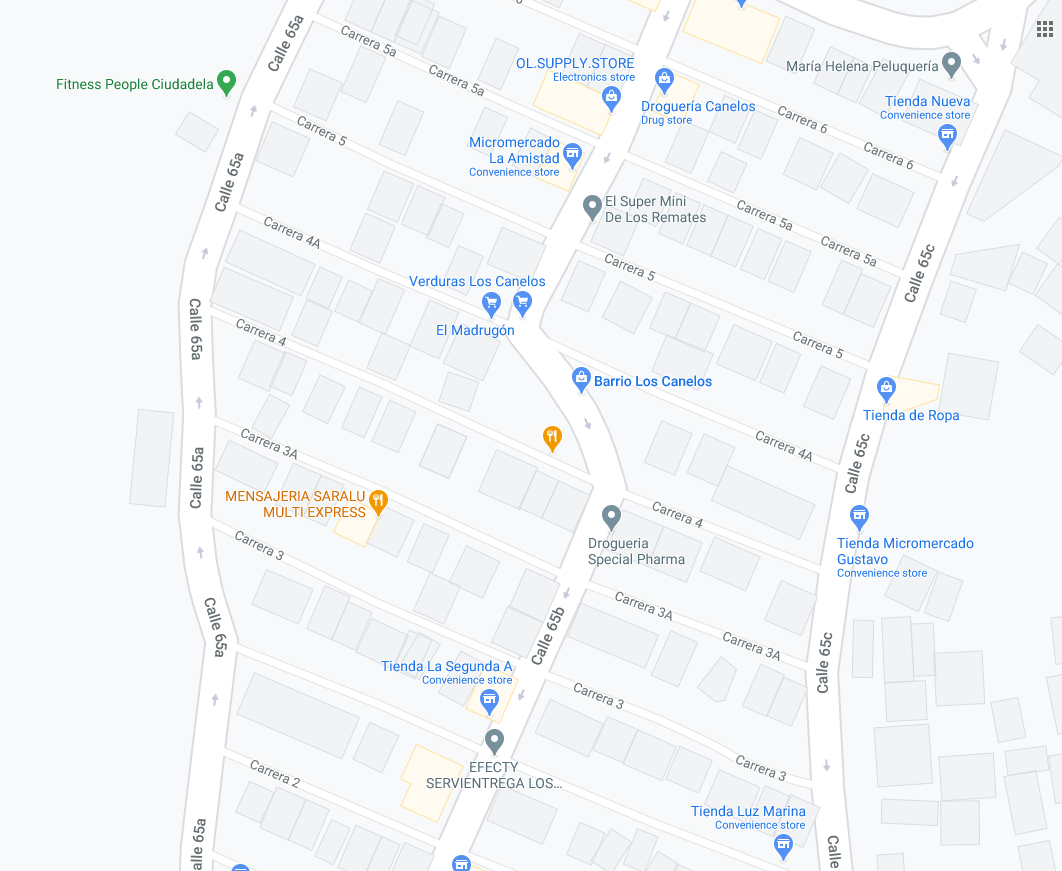 Calle 65a
Carrera 5a
Carrera 5a
OL.SUPPLY.STORE
Electronics store
María Helena Peluquería
Fitness People Ciudadela
Droguería Canelos
Drug store
Tienda Nueva
Convenience store
Carrera 6
Carrera 6
Carrera 5
Micromercado
La Amistad
Convenience store
Calle 65a
El Super Mini
De Los Remates
Carrera 5a
Carrera 5a
Carrera 4A
Carrera 5
Calle 65c
Verduras Los Canelos
El Madrugón
Calle 65a
Carrera 4
Carrera 5
Barrio Los Canelos
Tienda de Ropa
Carrera 3A
Carrera 4A
Calle 65c
Calle 65a
MENSAJERIA SARALU
MULTI EXPRESS
Carrera 4
Carrera 3
Drogueria
Special Pharma
Tienda Micromercado
Gustavo
Convenience store
Calle 65a
Carrera 3A
Carrera 3A
Calle 65b
Calle 65c
Tienda La Segunda A
Convenience store
Carrera 3
EFECTY
SERVIENTREGA LOS...
Carrera 2
Carrera 3
Tienda Luz Marina
Convenience store
alle 65a
Calle